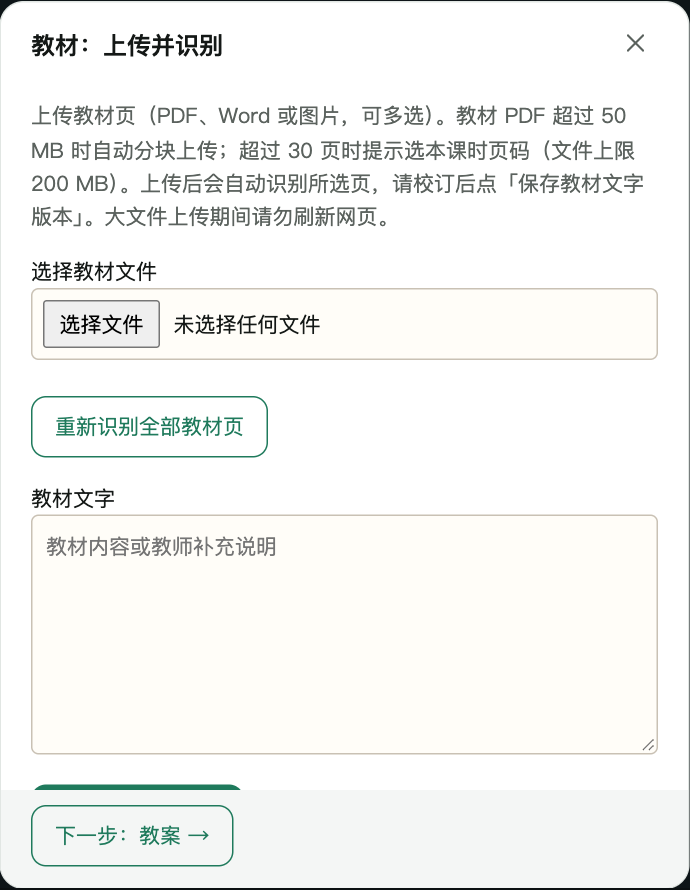 教材：上传并识别
上传教材页（PDF、Word 或图片，可多选）。教材 PDF 超过 50
MB 时自动分块上传；超过 30 页时提示选本课时页码（文件上限
200 MB）。上传后会自动识别所选页，请校订后点「保存教材文字
版本」。大文件上传期间请勿刷新网页。
选择教材文件
选择文件 未选择任何文件
重新识别全部教材页
教材文字
教材内容或教师补充说明
下一步：教案 →